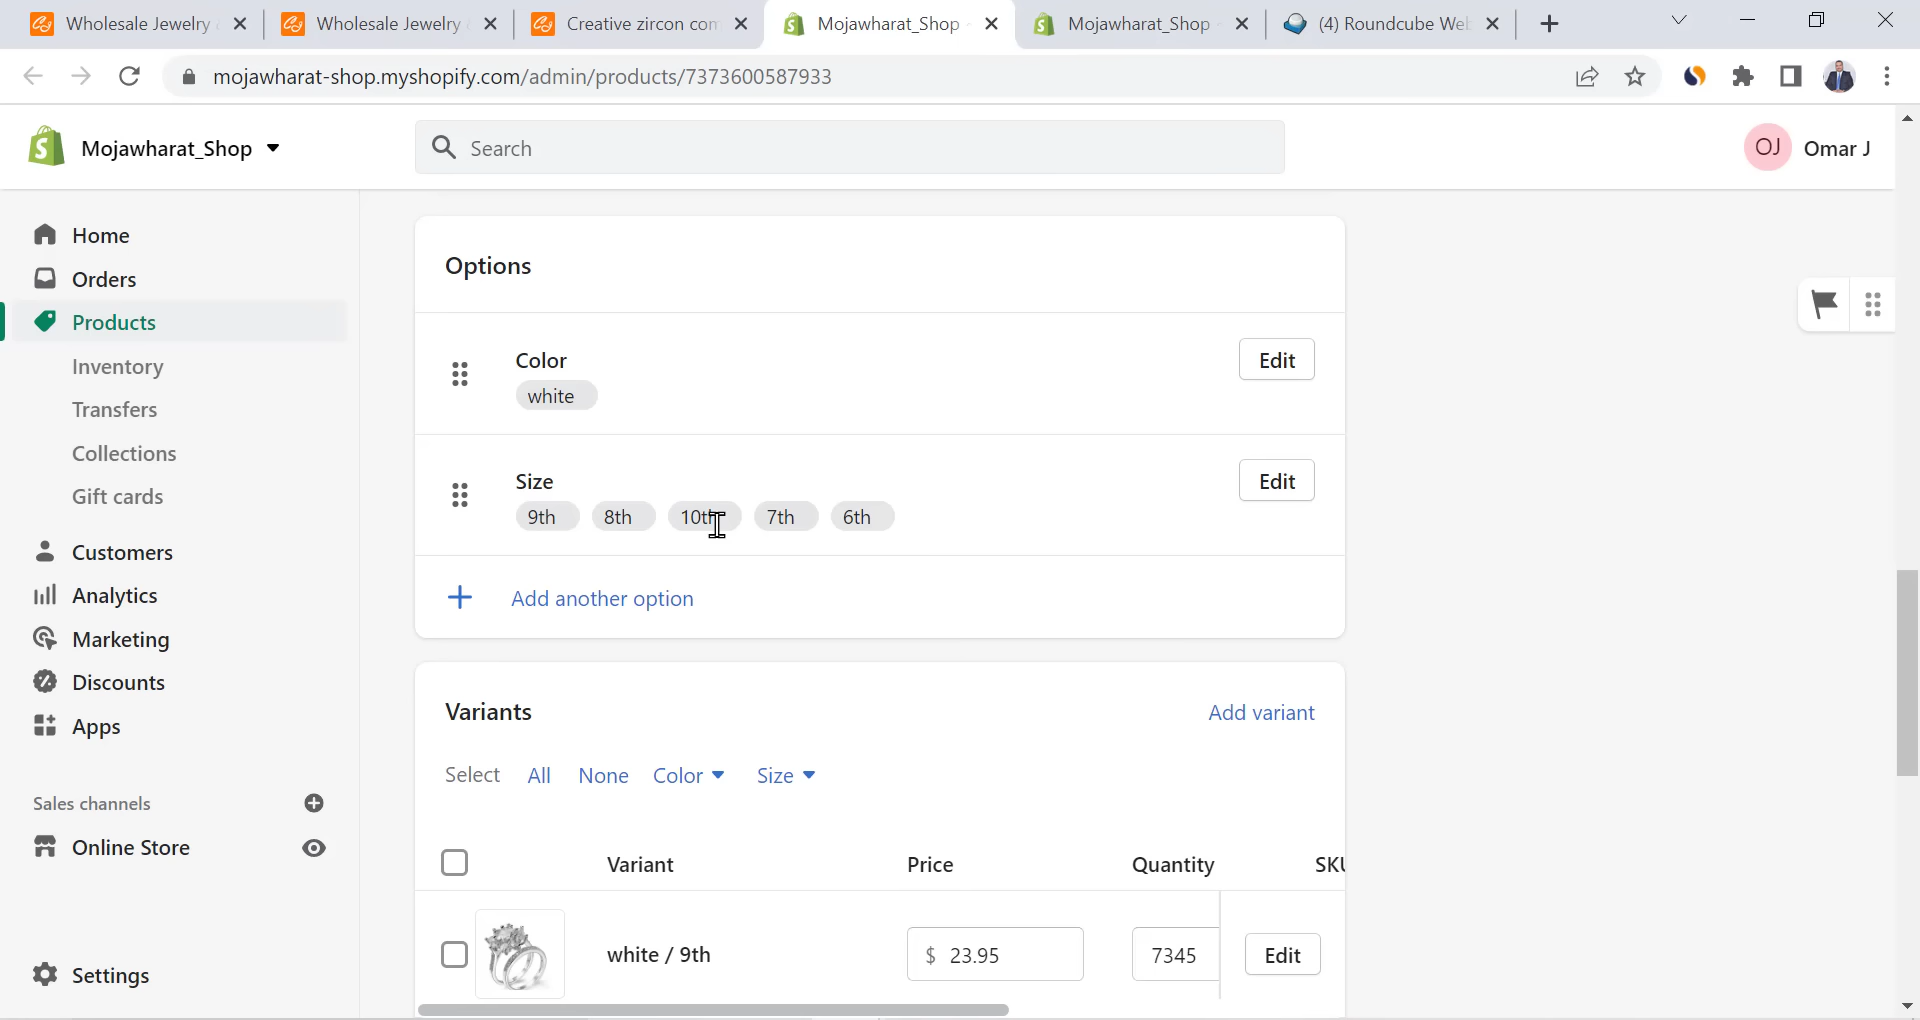 Wholesale Jewelry
Wholesale Jewelry
Creative zircon com
Mojawharat_Shop
Mojawharat_Shop
(4) Roundcube Web
mojawharat-shop.myshopify.com/admin/products/7373600587933
Mojawharat_Shop
Search
OJ
Omar J
Home
Orders
Products
Inventory
Transfers
Collections
Gift cards
Customers
Analytics
Marketing
Discounts
Apps
Sales channels
Online Store
Settings
Options
Color
Edit
white
Size
Edit
9th 8th 10th 7th 6th
Add another option
Variants
Add variant
Select All None Color Size
Variant Price Quantity SKU
white / 9th $ 23.95 7345 Edit